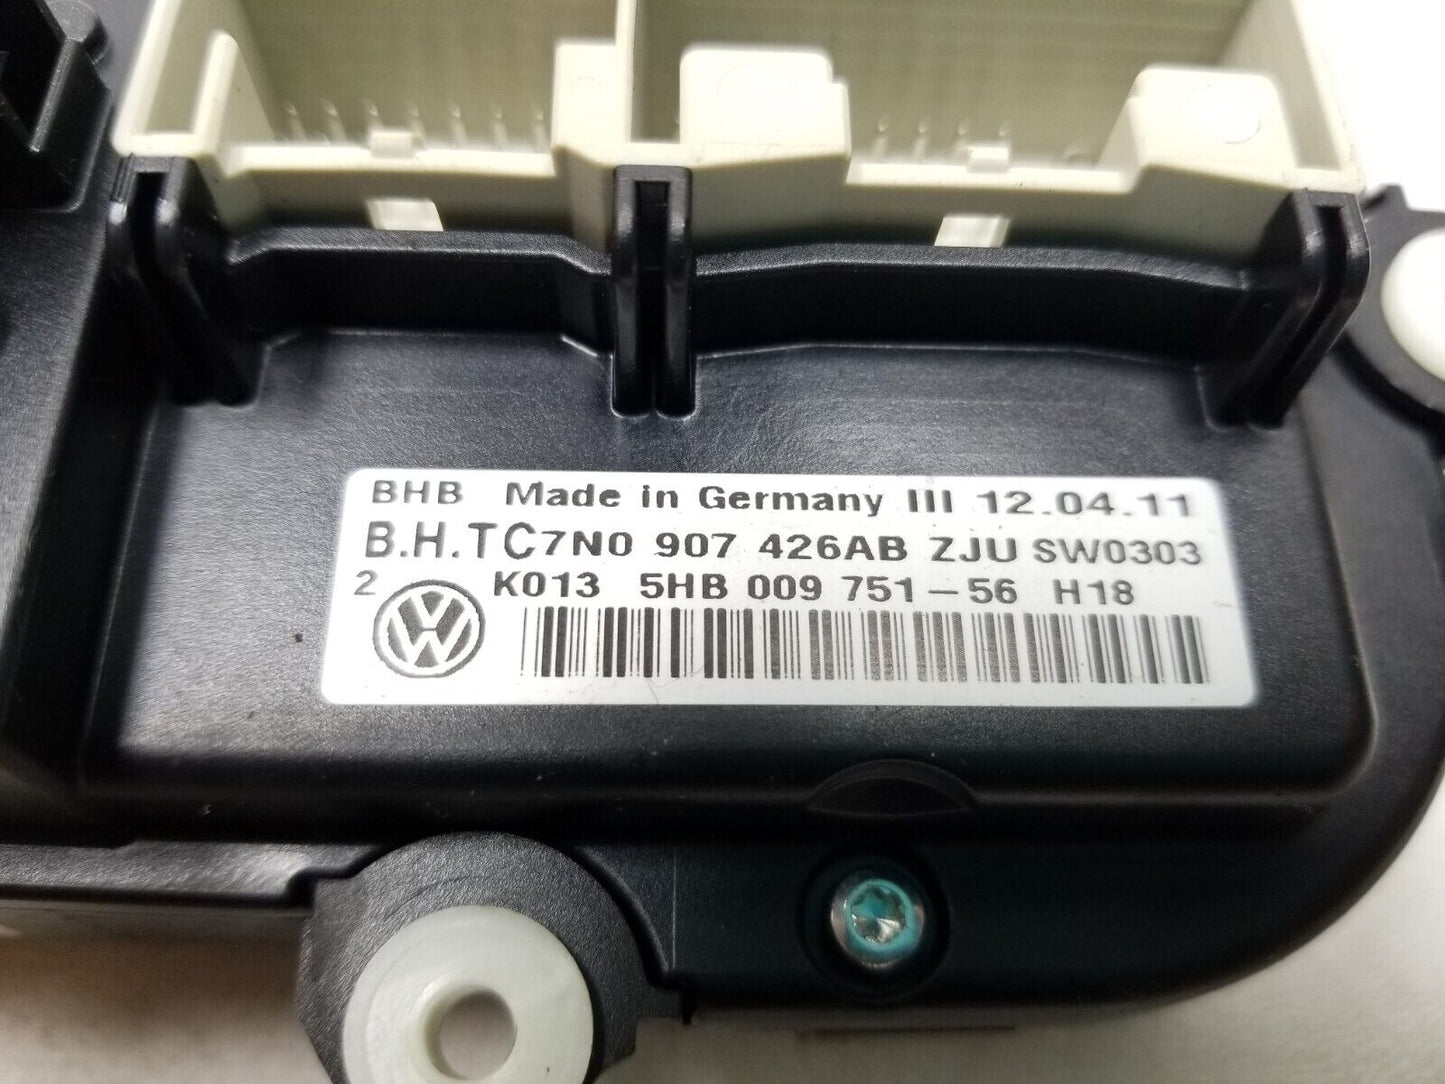 BHB Made in Germany III 12.04.11
B.H.TC7N0 907 426AB ZJU SW0303
2 K013 5HB 009 751-56 H18